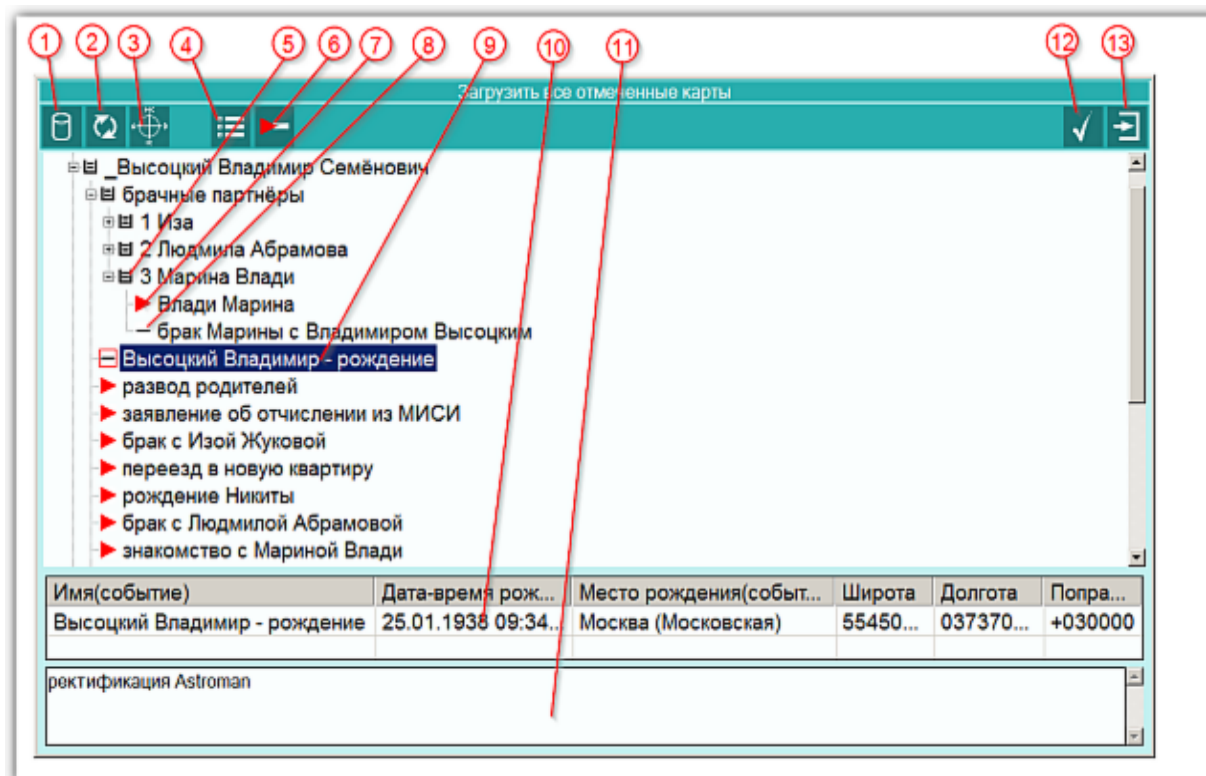 1 2 3 4 5 6 7 8 9 10 11 12 13
Загрузить все отмеченные карты
_Высоцкий Владимир Семёнович
брачные партнёры
1 Иза
2 Людмила Абрамова
3 Марина Влади
Влади Марина
брак Марины с Владимиром Высоцким
Высоцкий Владимир - рождение
развод родителей
заявление об отчислении из МИСИ
брак с Изой Жуковой
переезд в новую квартиру
рождение Никиты
брак с Людмилой Абрамовой
знакомство с Мариной Влади
Имя(событие) Дата-время рож... Место рождения(событ... Широта Долгота Попра...
Высоцкий Владимир - рождение 25.01.1938 09:34... Москва (Московская) 55450... 037370... +030000
ректификация Astroman